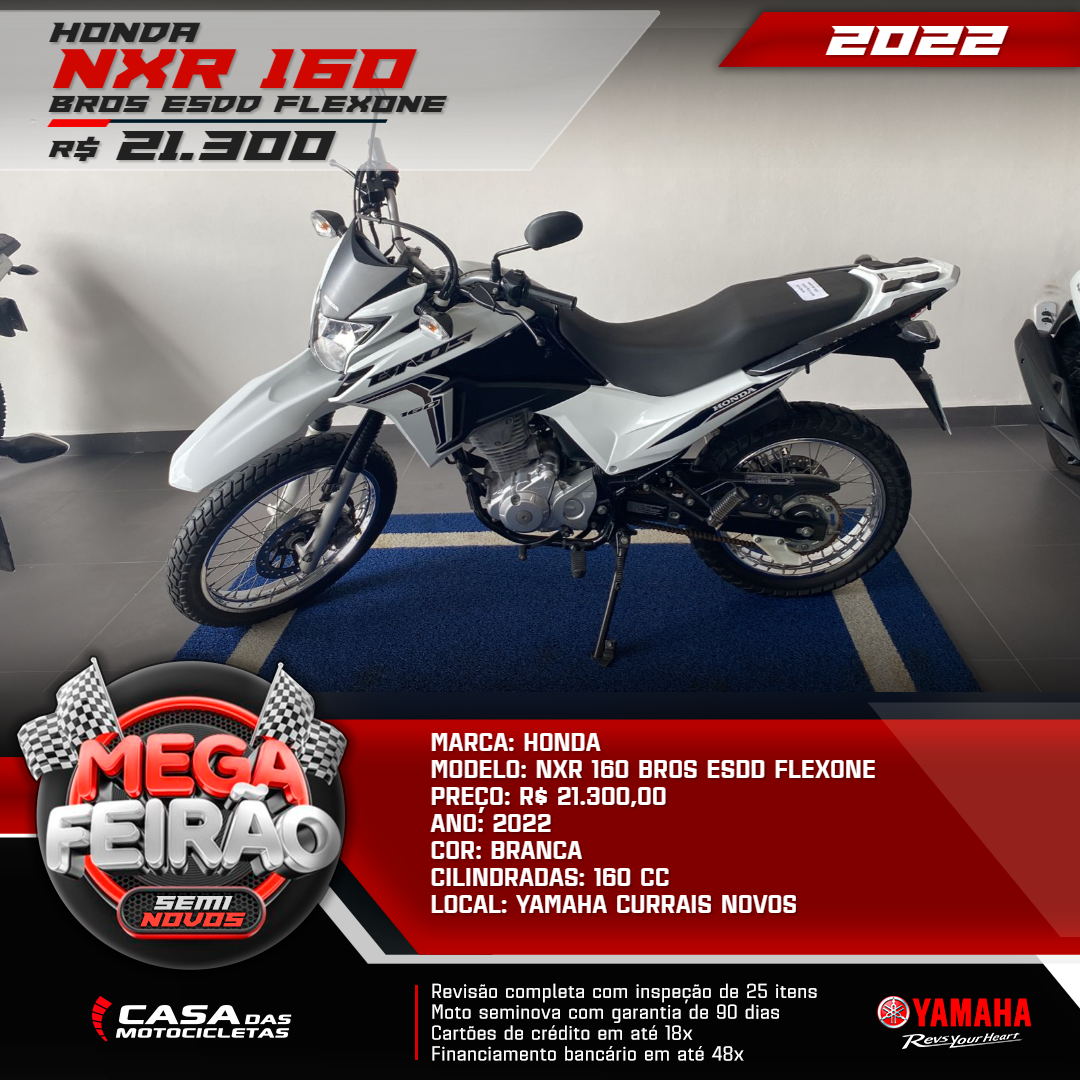 HONDA
NXR 160
BROS ESDD FLEXONE
R$ 21.300
2022
BROS
160
HONDA
MEGA
FEIRÃO
SEMI
NOVOS
MARCA: HONDA
MODELO: NXR 160 BROS ESDD FLEXONE
PREÇO: R$ 21.300,00
ANO: 2022
COR: BRANCA
CILINDRADAS: 160 CC
LOCAL: YAMAHA CURRAIS NOVOS
CASA DAS
MOTOCICLETAS
Revisão completa com inspeção de 25 itens
Moto seminova com garantia de 90 dias
Cartões de crédito em até 18x
Financiamento bancário em até 48x
YAMAHA
Revs Your Heart